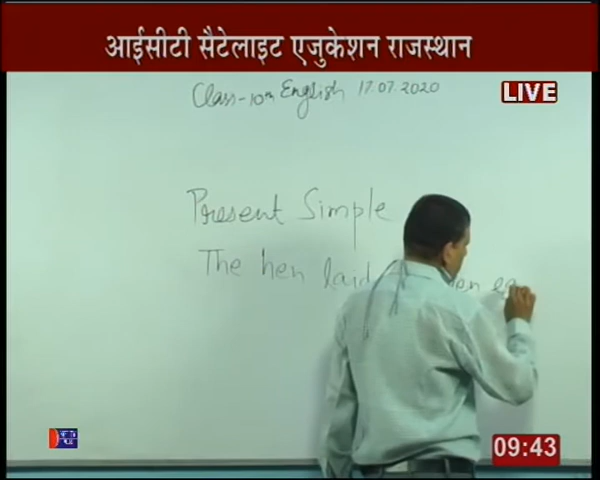 आईसीटी सैटेलाइट एजुकेशन राजस्थान
Class-10th English 17.07.2020
LIVE
Present Simple
The hen laid
09:43